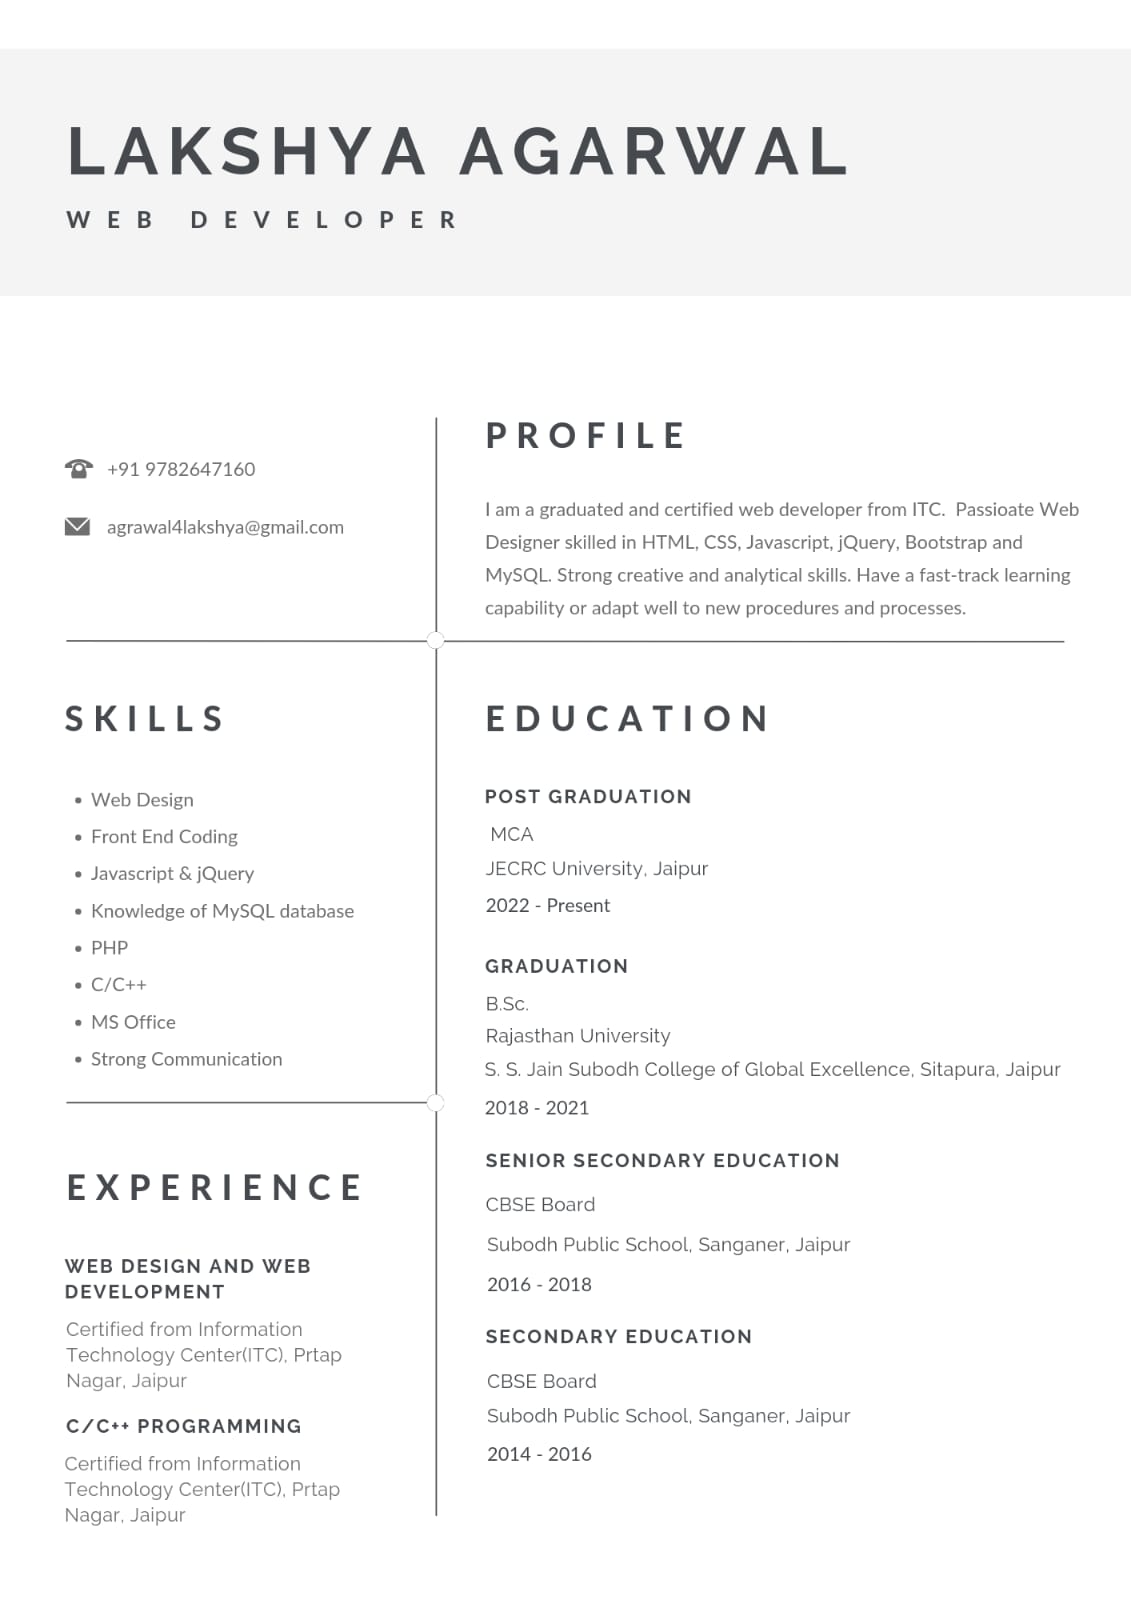 LAKSHYA AGARWAL
WEB DEVELOPER
+91 9782647160
agrawal4lakshya@gmail.com
PROFILE
I am a graduated and certified web developer from ITC.  Passioate Web
Designer skilled in HTML, CSS, Javascript, jQuery, Bootstrap and
MySQL. Strong creative and analytical skills. Have a fast-track learning
capability or adapt well to new procedures and processes.
SKILLS
• Web Design
• Front End Coding
• Javascript & jQuery
• Knowledge of MySQL database
• PHP
• C/C++
• MS Office
• Strong Communication
EXPERIENCE
WEB DESIGN AND WEB
DEVELOPMENT
Certified from Information
Technology Center(ITC), Prtap
Nagar, Jaipur
C/C++ PROGRAMMING
Certified from Information
Technology Center(ITC), Prtap
Nagar, Jaipur
EDUCATION
POST GRADUATION
MCA
JECRC University, Jaipur
2022 - Present
GRADUATION
B.Sc.
Rajasthan University
S. S. Jain Subodh College of Global Excellence, Sitapura, Jaipur
2018 - 2021
SENIOR SECONDARY EDUCATION
CBSE Board
Subodh Public School, Sanganer, Jaipur
2016 - 2018
SECONDARY EDUCATION
CBSE Board
Subodh Public School, Sanganer, Jaipur
2014 - 2016